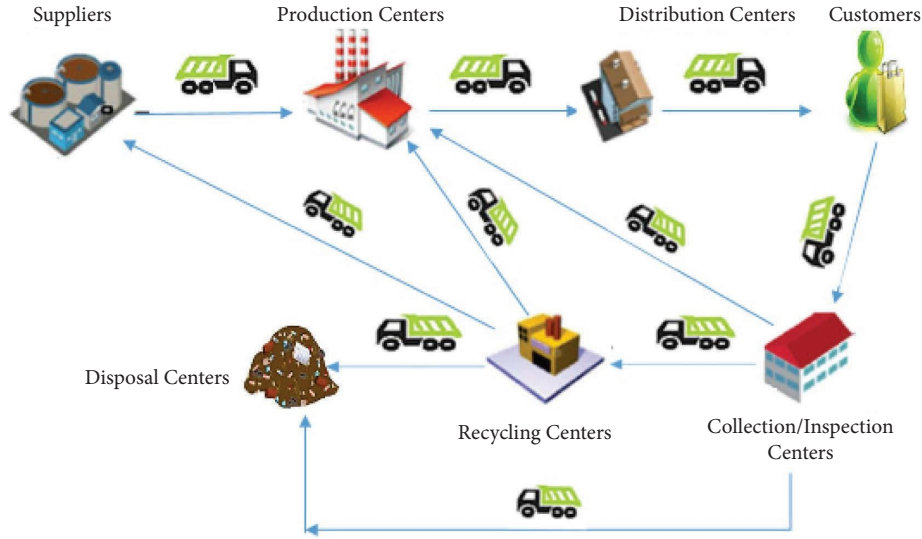 Suppliers
Production Centers
Distribution Centers
Customers
Disposal Centers
Recycling Centers
Collection/Inspection
Centers